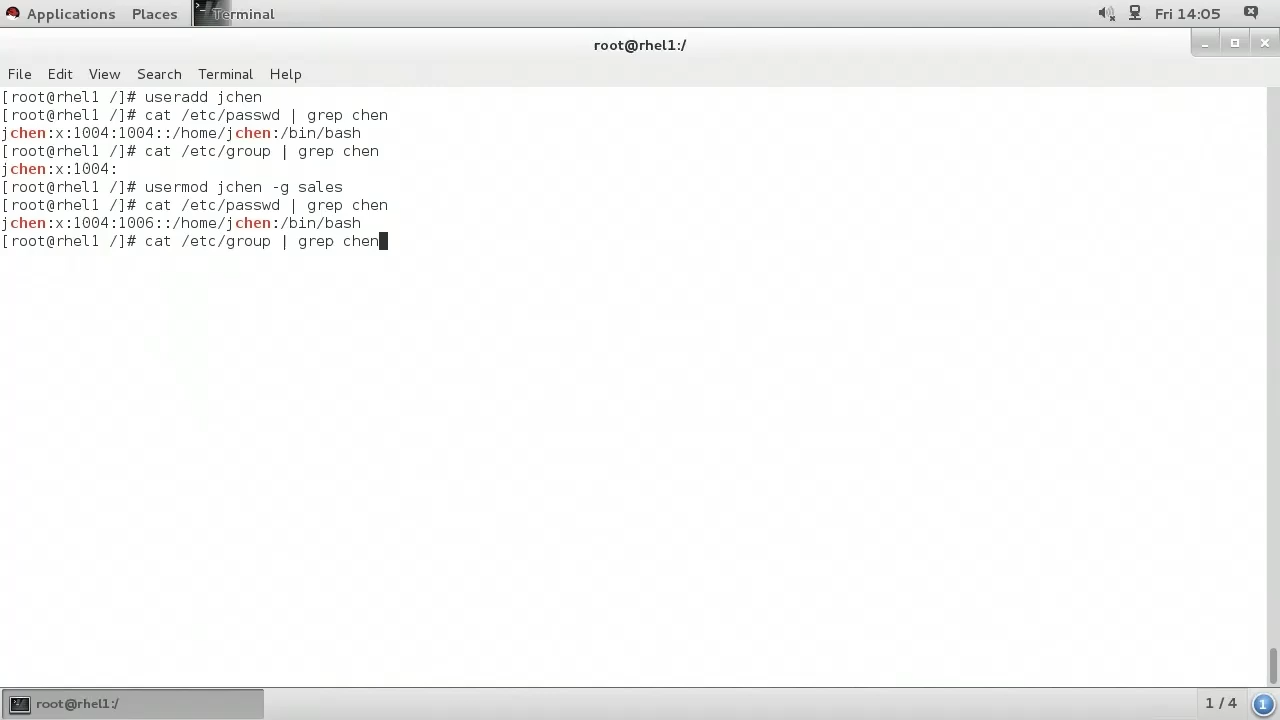 Applications Places Terminal Fri 14:05
root@rhel1:/
File Edit View Search Terminal Help
[root@rhel1 /]# useradd jchen
[root@rhel1 /]# cat /etc/passwd | grep chen
jchen:x:1004:1004::/home/jchen:/bin/bash
[root@rhel1 /]# cat /etc/group | grep chen
jchen:x:1004:
[root@rhel1 /]# usermod jchen -g sales
[root@rhel1 /]# cat /etc/passwd | grep chen
jchen:x:1004:1006::/home/jchen:/bin/bash
[root@rhel1 /]# cat /etc/group | grep chen
root@rhel1:/ 1 / 4 1